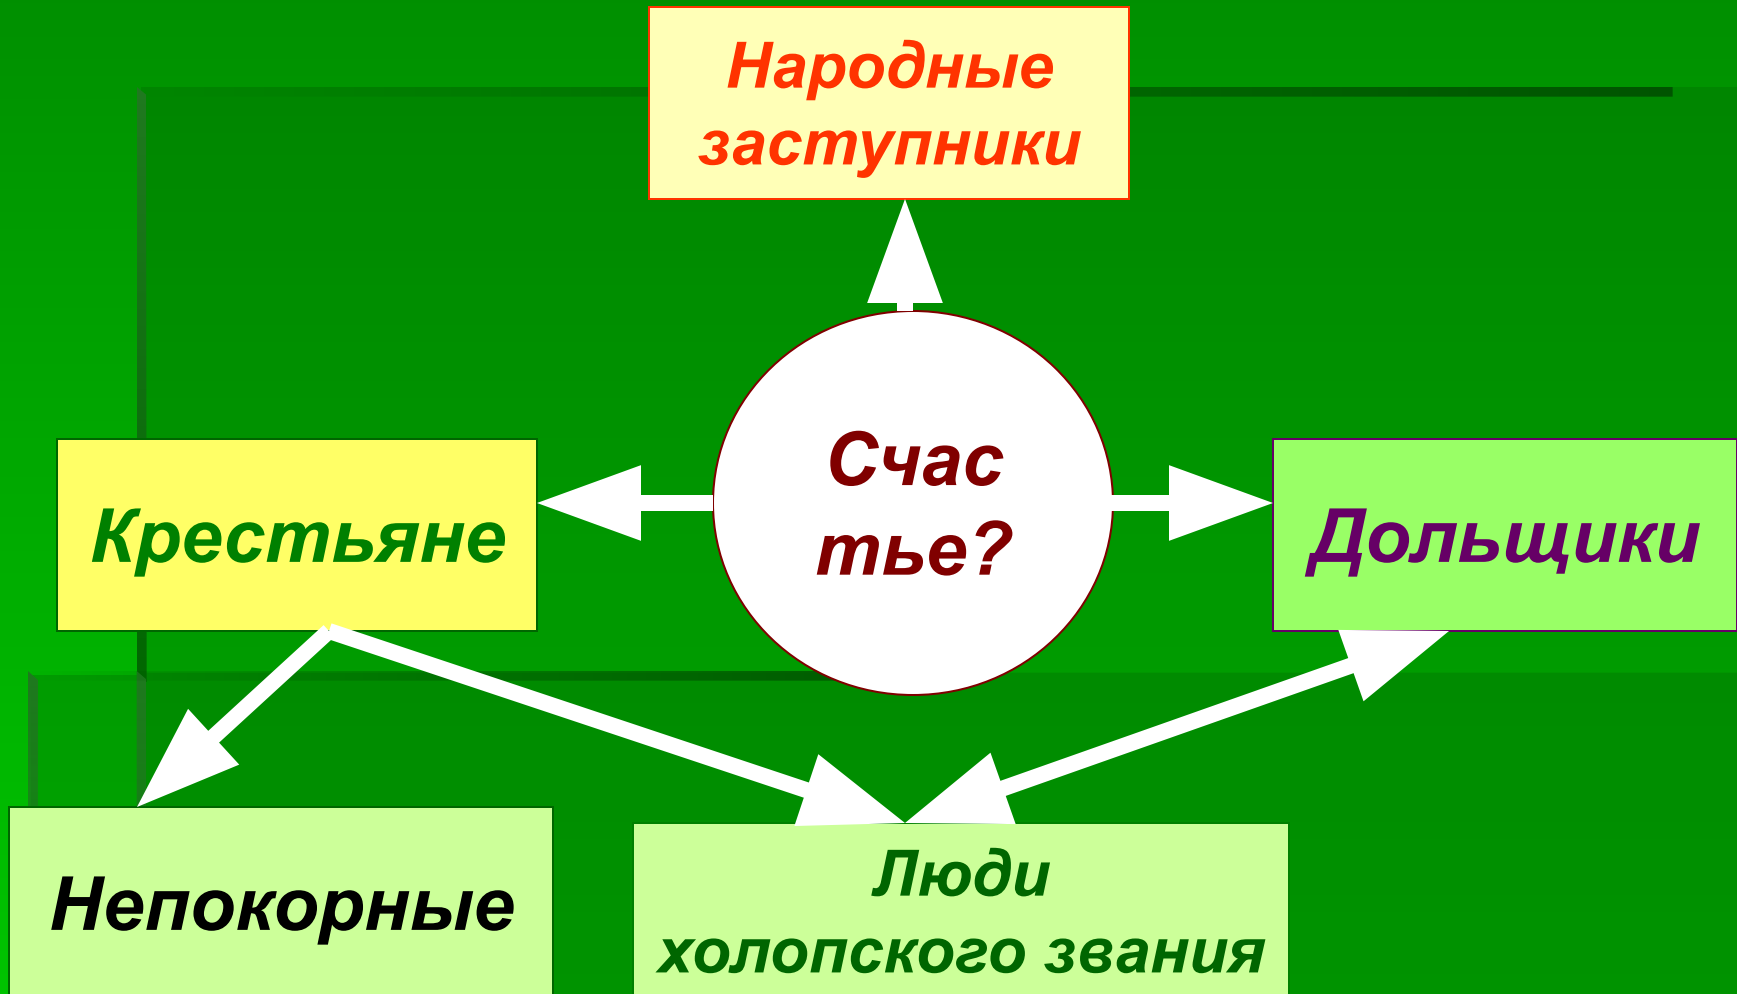 Народные
заступники
Счас
тье?
Крестьяне
Дольщики
Непокорные
Люди
холопского звания